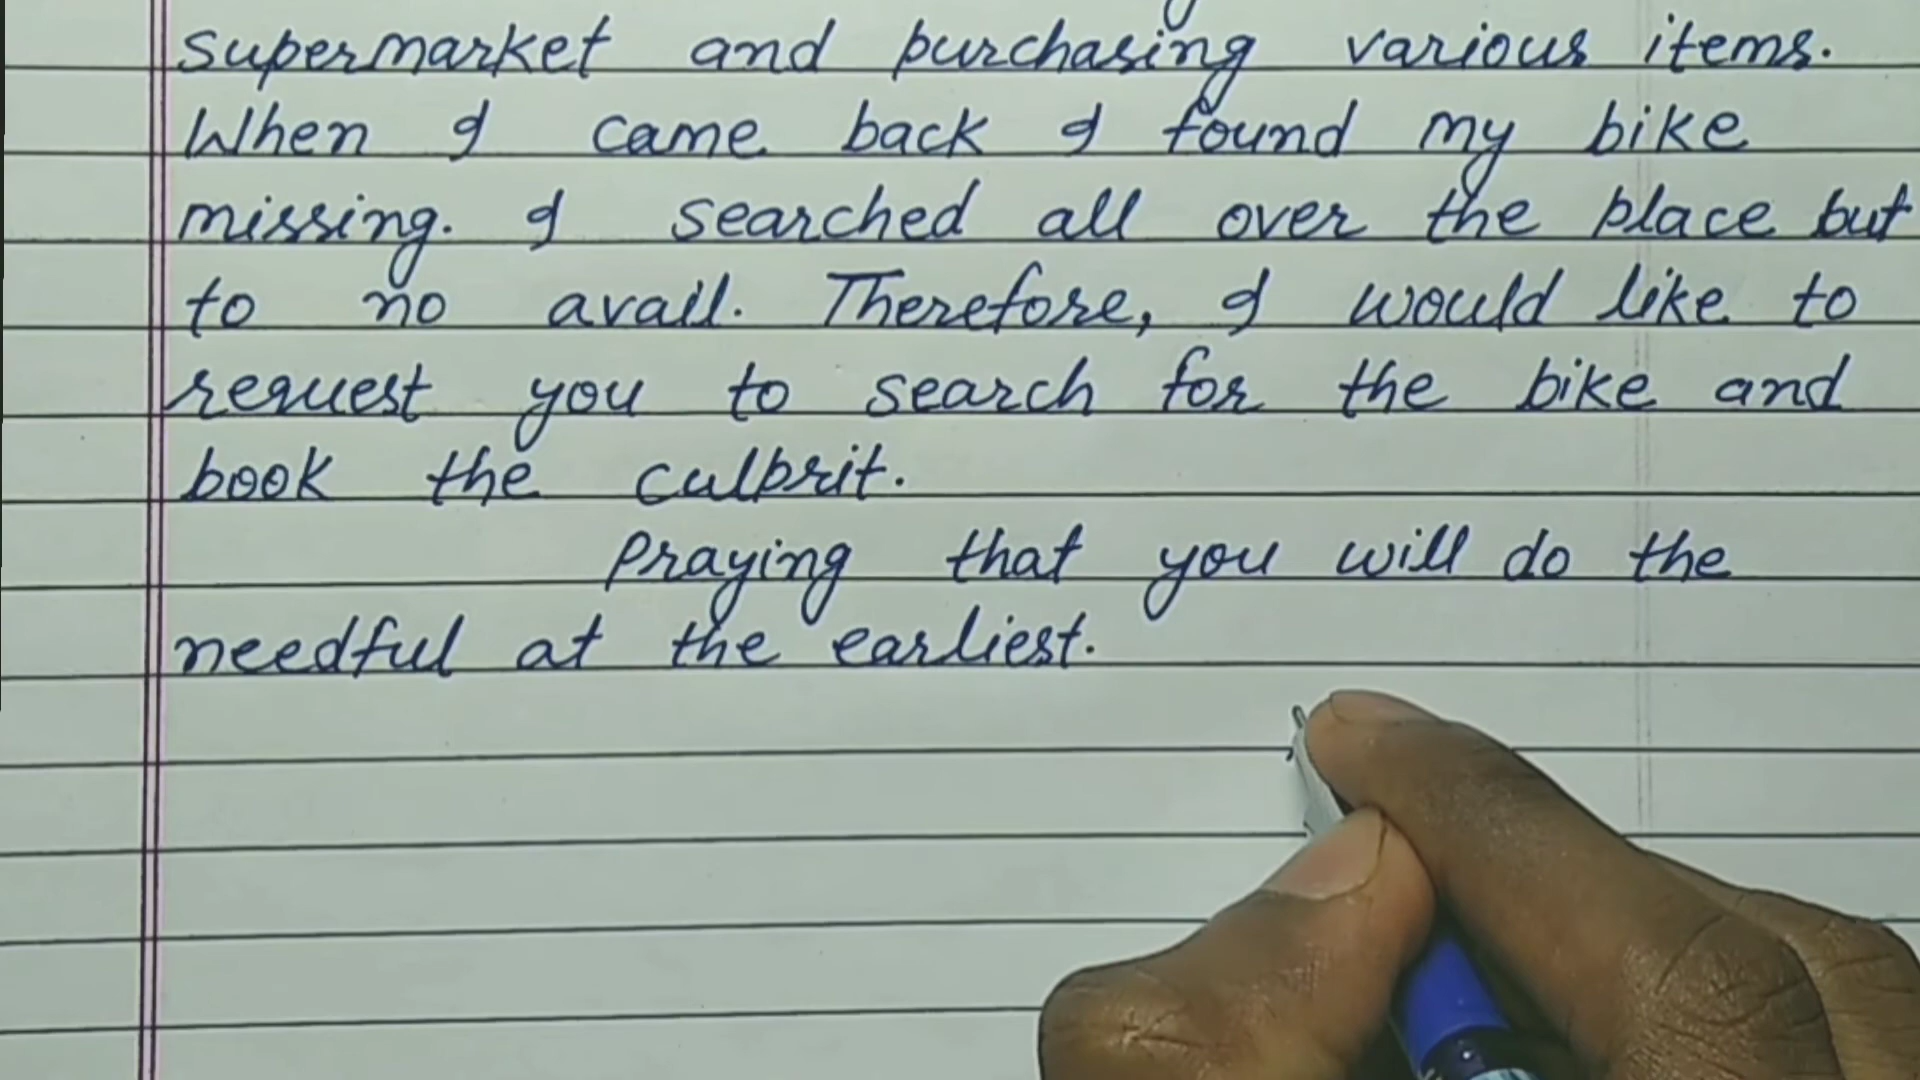 supermarket and purchasing various items.
When I came back I found my bike
missing. I searched all over the place but
to no avail. Therefore, I would like to
request you to search for the bike and
book the culprit.
Praying that you will do the
needful at the earliest.